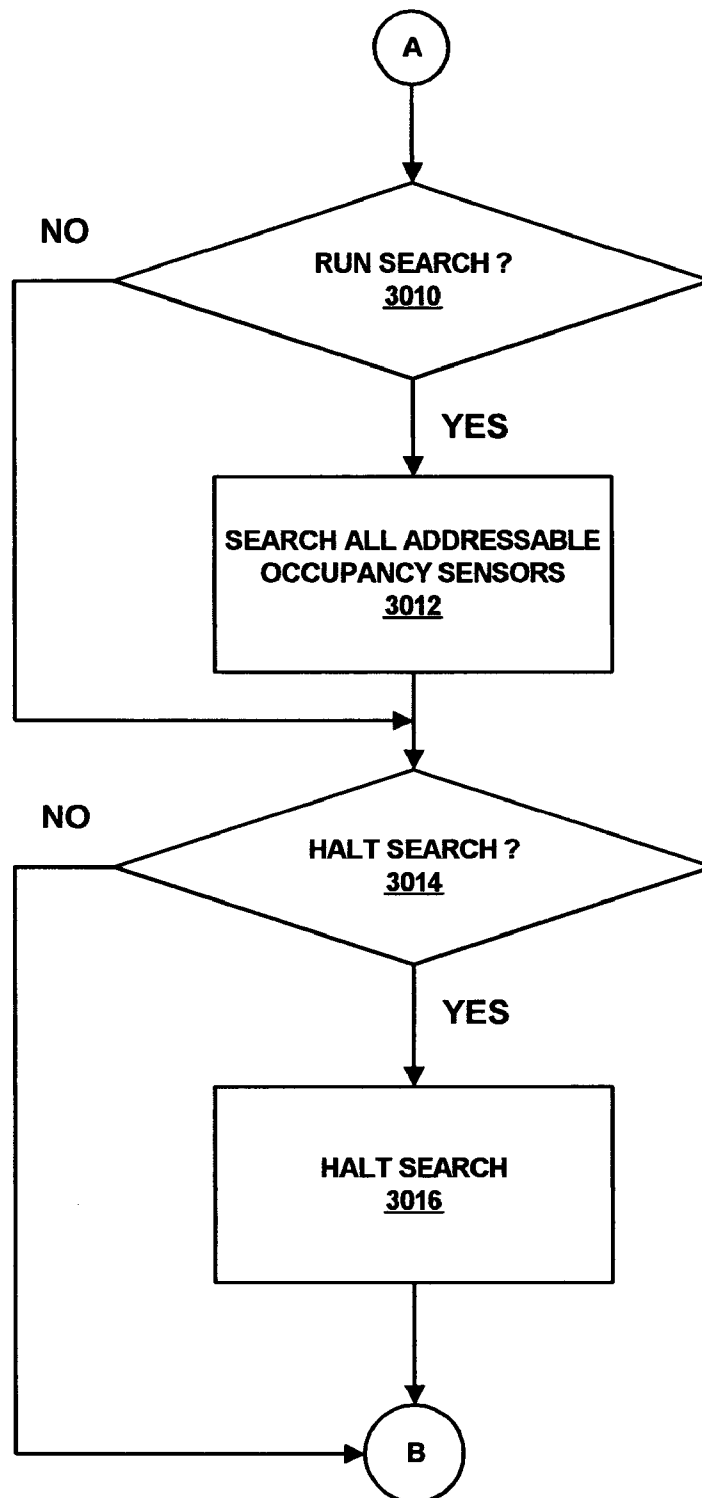 A
NO
RUN SEARCH ?
3010
YES
SEARCH ALL ADDRESSABLE
OCCUPANCY SENSORS
3012
NO
HALT SEARCH ?
3014
YES
HALT SEARCH
3016
B